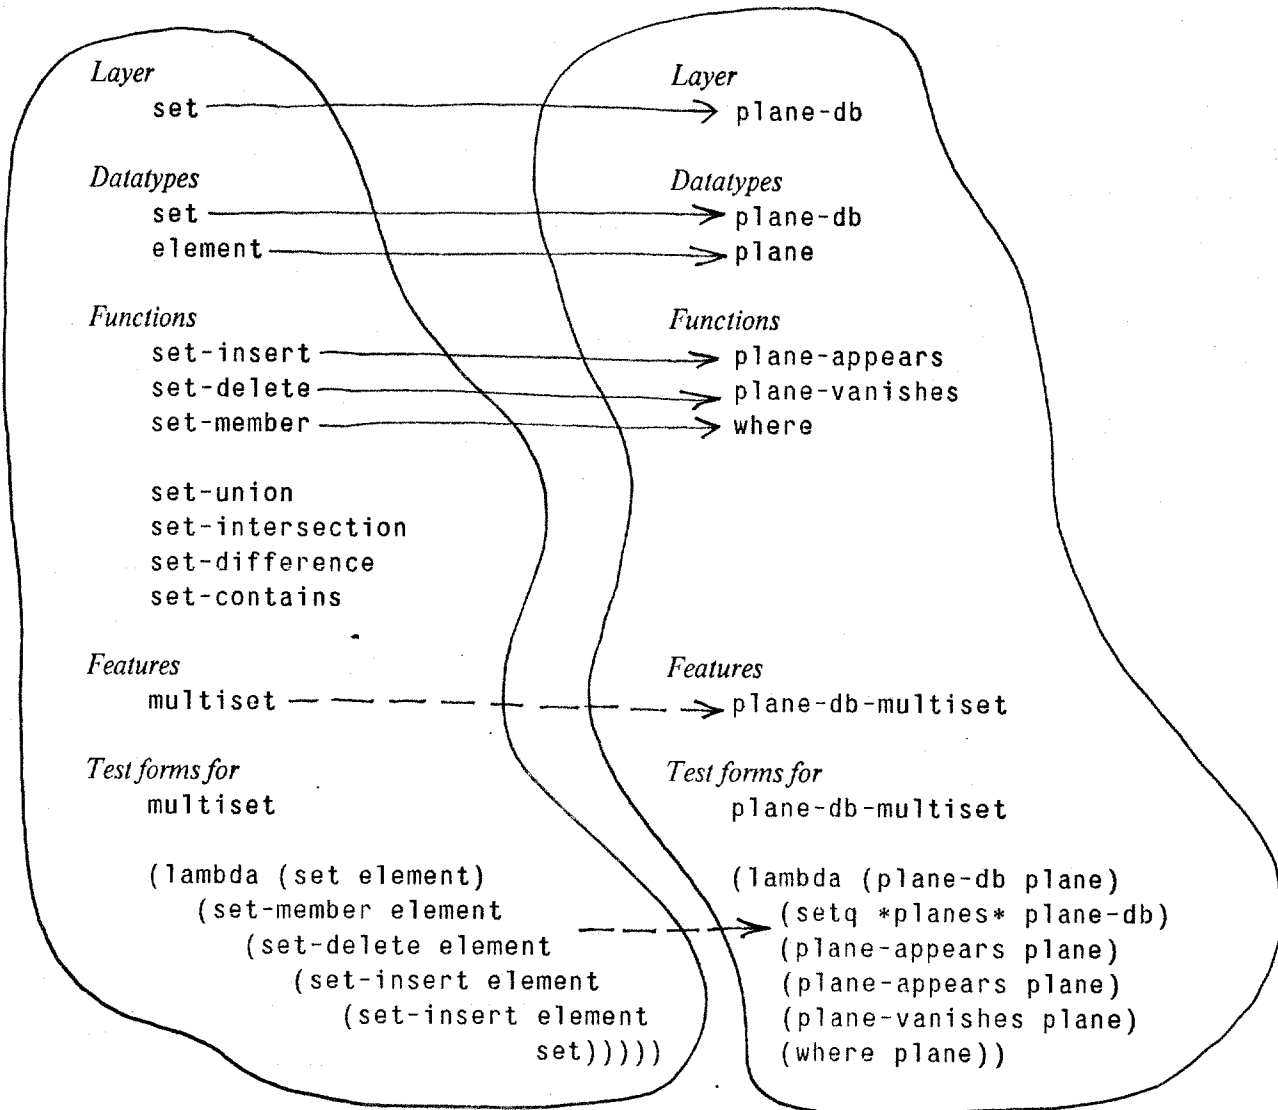 Layer
set
Datatypes
set
element
Functions
set-insert
set-delete
set-member
set-union
set-intersection
set-difference
set-contains
Features
multiset
Test forms for
multiset
(lambda (set element)
(set-member element
(set-delete element
(set-insert element
(set-insert element
set)))))
Layer
plane-db
Datatypes
plane-db
plane
Functions
plane-appears
plane-vanishes
where
Features
plane-db-multiset
Test forms for
plane-db-multiset
(lambda (plane-db plane)
(setq *planes* plane-db)
(plane-appears plane)
(plane-appears plane)
(plane-vanishes plane)
(where plane))